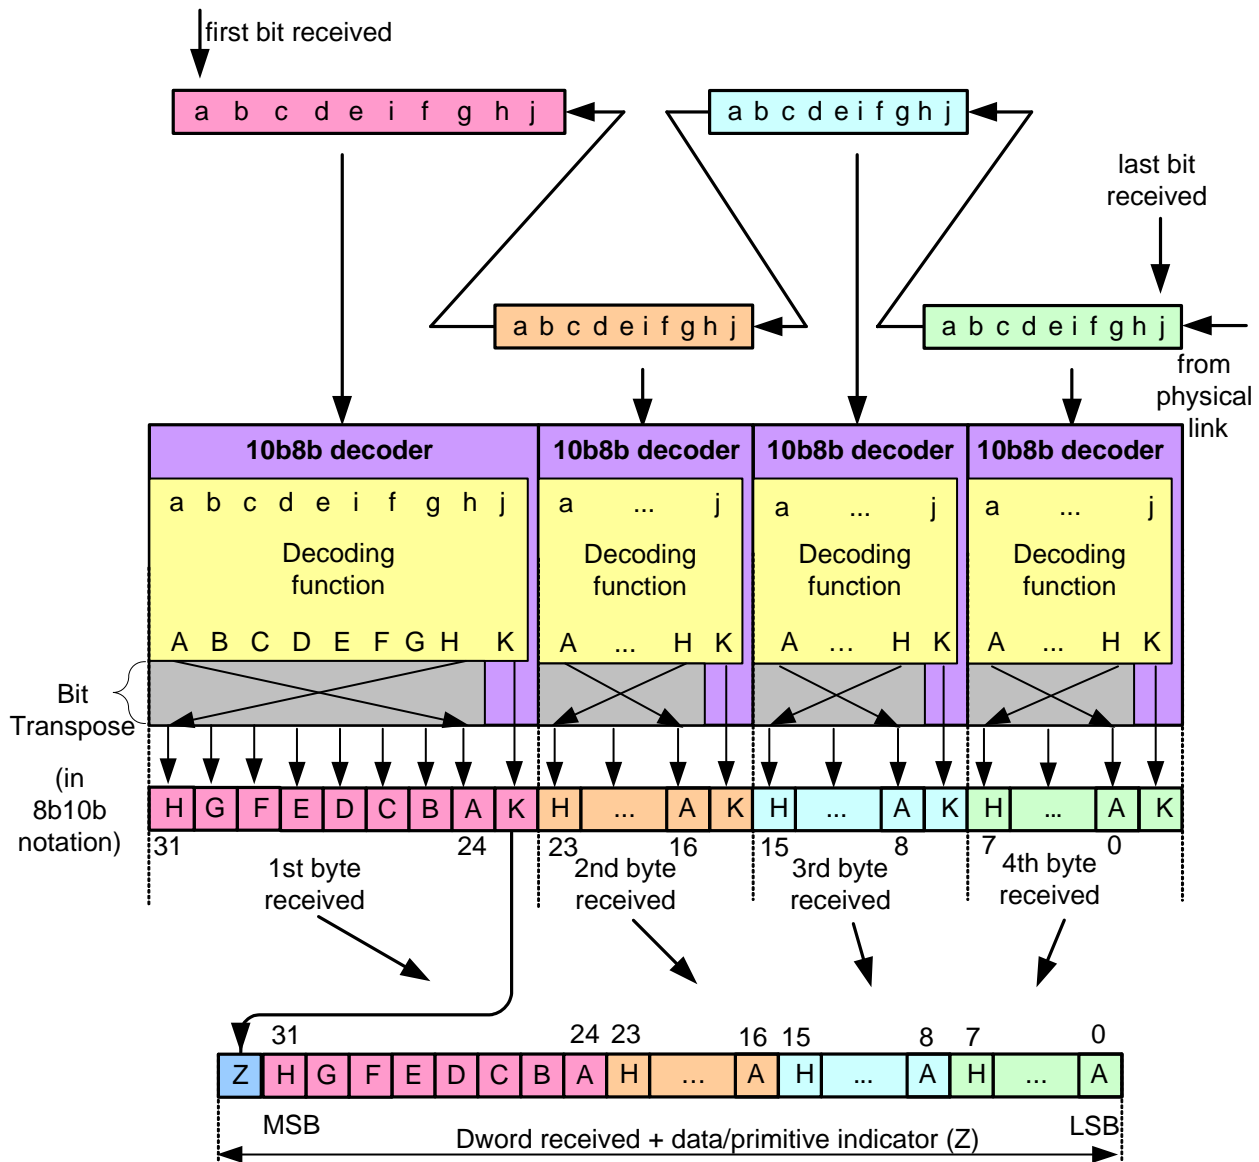 first bit received
a b c d e i f g h j
a b c d e i f g h j
last bit
received
a b c d e i f g h j
a b c d e i f g h j
from
physical
link
10b8b decoder 10b8b decoder 10b8b decoder 10b8b decoder
a b c d e i f g h j a ... j a ... j a ... j
Decoding
function
Decoding
function
Decoding
function
Decoding
function
A B C D E F G H K A ... H K A ... H K A ... H K
Bit
Transpose
(in
8b10b
notation)
H G F E D C B A K H ... A K H ... A K H ... A K
31 24 23 16 15 8 7 0
1st byte
received
2nd byte
received
3rd byte
received
4th byte
received
31 24 23 16 15 8 7 0
Z H G F E D C B A H ... A H ... A H ... A
MSB LSB
Dword received + data/primitive indicator (Z)